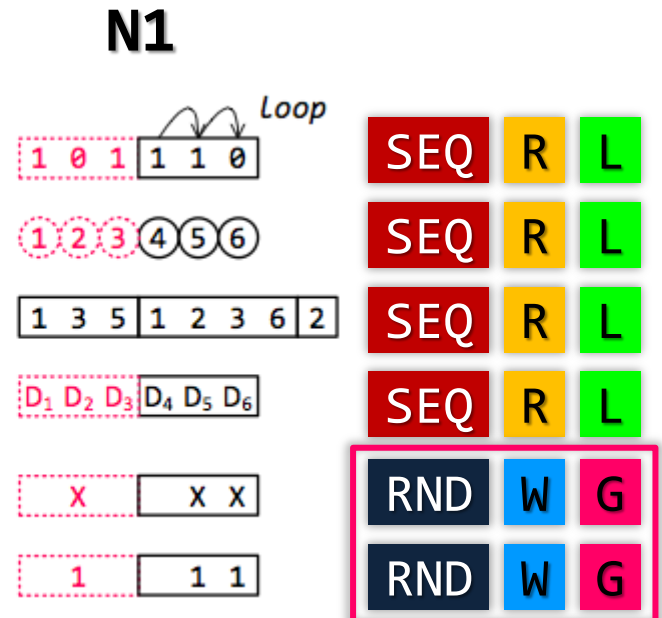 N1
loop
1 0 1 1 1 0 SEQ R L
1 2 3 4 5 6 SEQ R L
1 3 5 1 2 3 6 2 SEQ R L
D₁ D₂ D₃ D₄ D₅ D₆ SEQ R L
X X X RND W G
1 1 1 RND W G